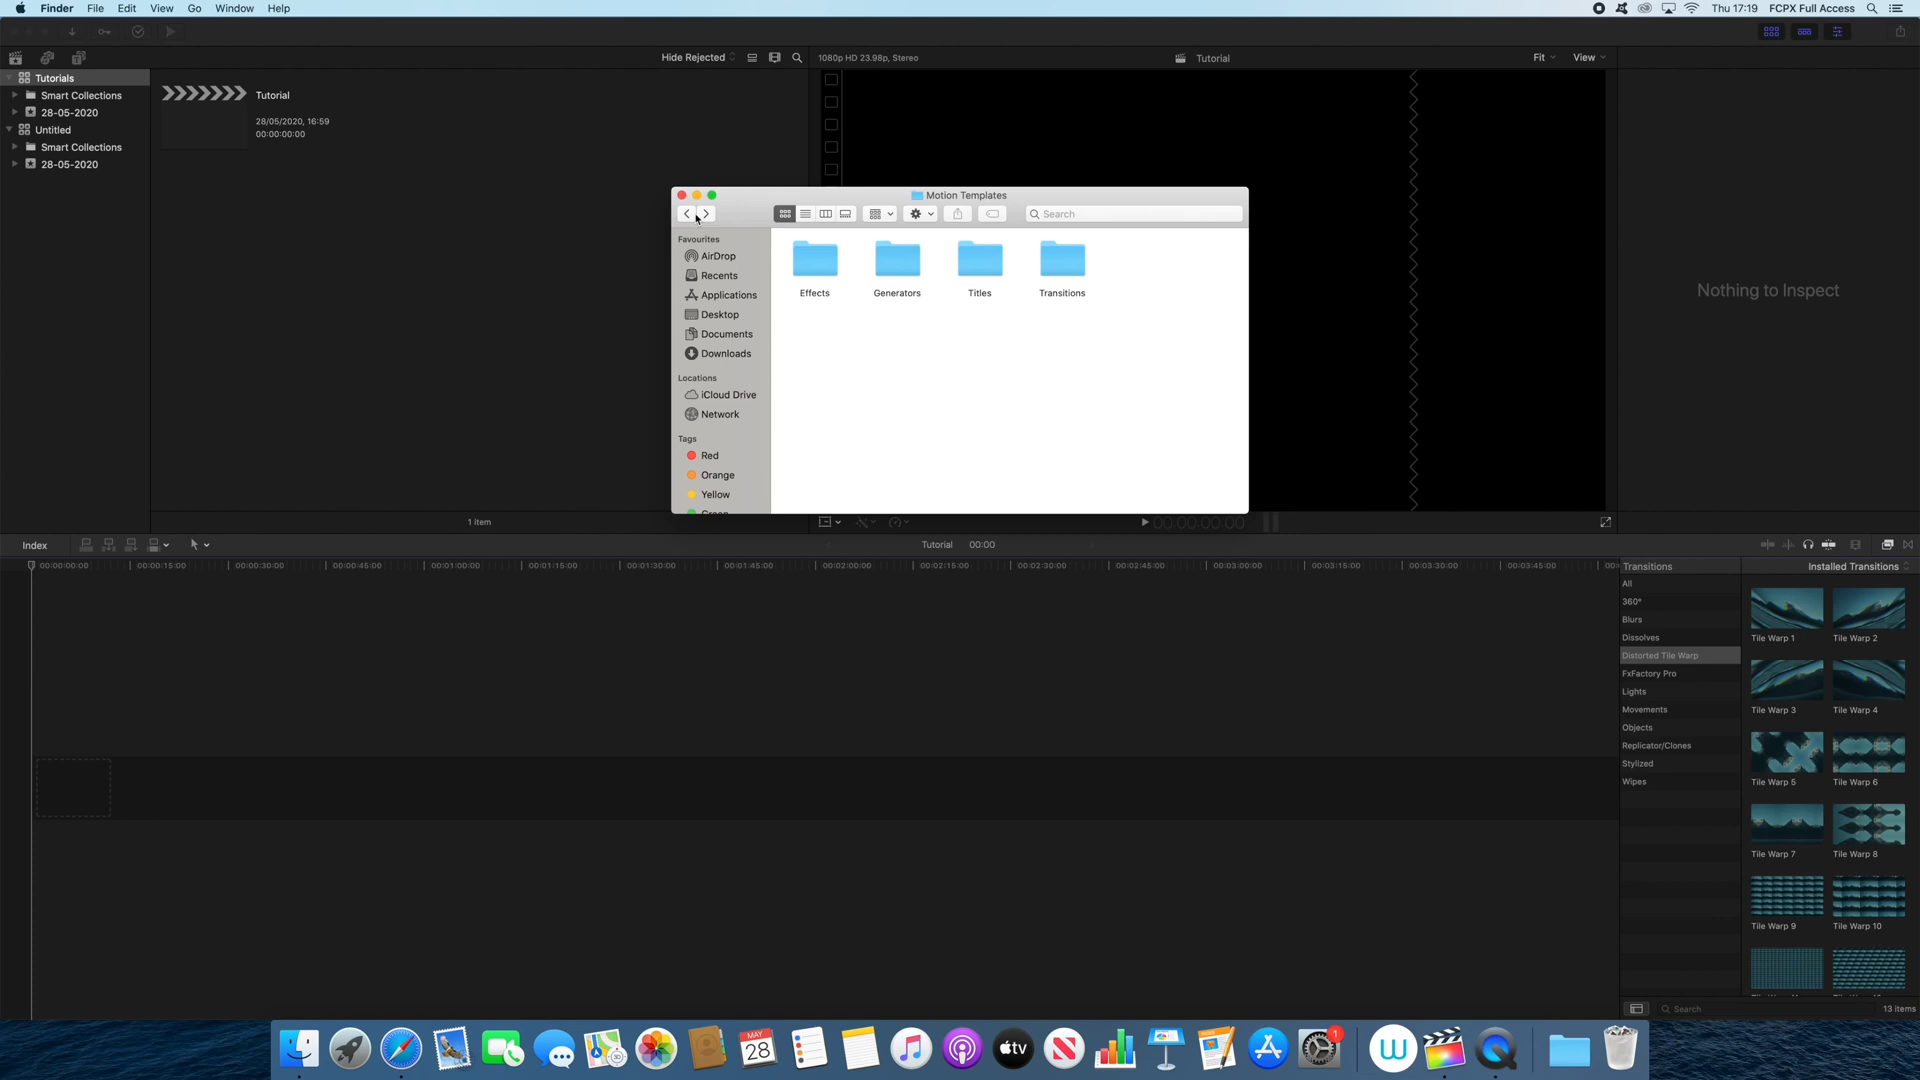 Finder File Edit View Go Window Help Thu 17:19 FCPX Full Access
Hide Rejected 1080p HD 23.98p, Stereo Tutorial Fit View
Tutorials
Smart Collections
28-05-2020
Untitled
Smart Collections
28-05-2020
Tutorial
28/05/2020, 16:59
00:00:00:00
1 item
Motion Templates
Search
Favourites
AirDrop
Recents
Applications
Desktop
Documents
Downloads
Locations
iCloud Drive
Network
Tags
Red
Orange
Yellow
Effects Generators Titles Transitions
Nothing to Inspect
00:00:00:00
Index Tutorial 00:00
00:00:00:00 00:00:15:00 00:00:30:00 00:00:45:00 00:01:00:00 00:01:15:00 00:01:30:00 00:01:45:00 00:02:00:00 00:02:15:00 00:02:30:00 00:02:45:00 00:03:00:00 00:03:15:00 00:03:30:00 00:03:45:00
Transitions Installed Transitions
All
360°
Blurs
Dissolves
Distorted Tile Warp
FxFactory Pro
Lights
Movements
Objects
Replicator/Clones
Stylized
Wipes
Tile Warp 1 Tile Warp 2
Tile Warp 3 Tile Warp 4
Tile Warp 5 Tile Warp 6
Tile Warp 7 Tile Warp 8
Tile Warp 9 Tile Warp 10
Search 13 items
MAY
28
tv
1